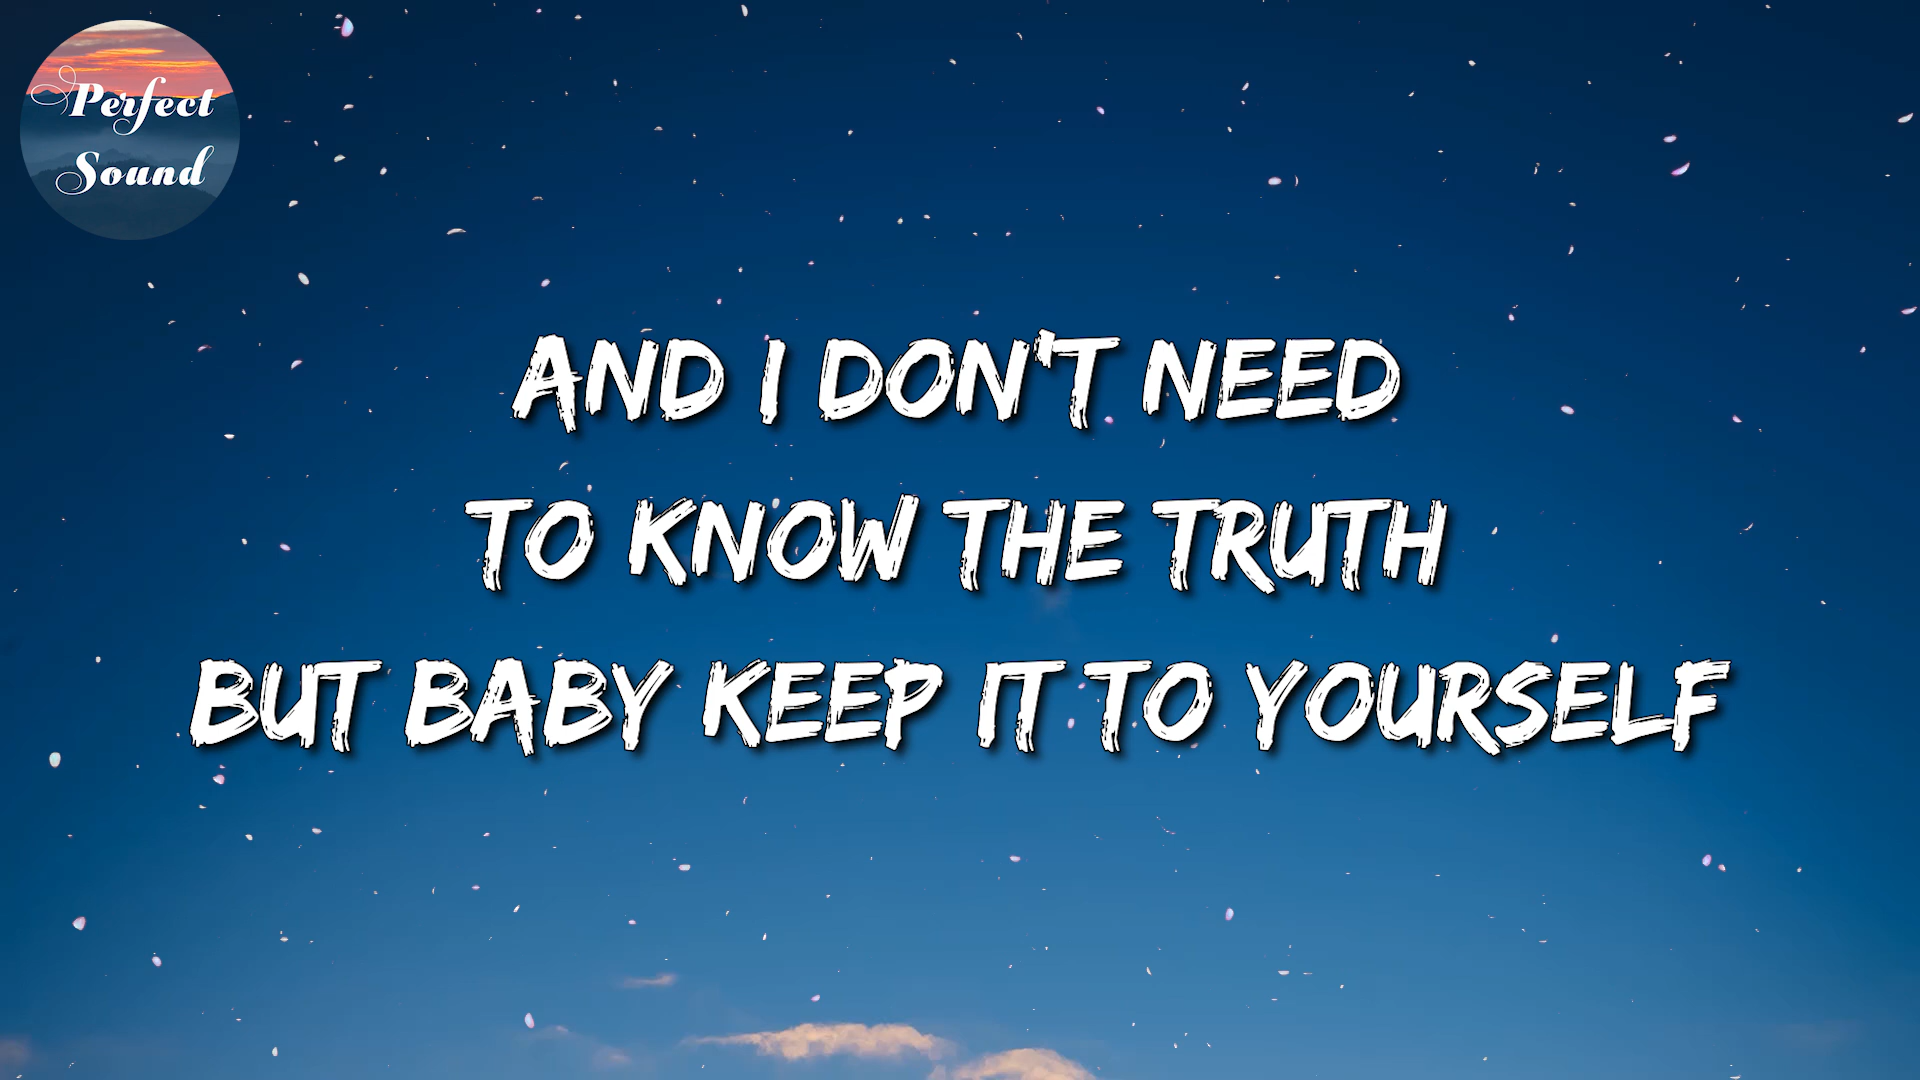 Perfect
Sound
AND I DON'T NEED
TO KNOW THE TRUTH
BUT BABY KEEP IT TO YOURSELF